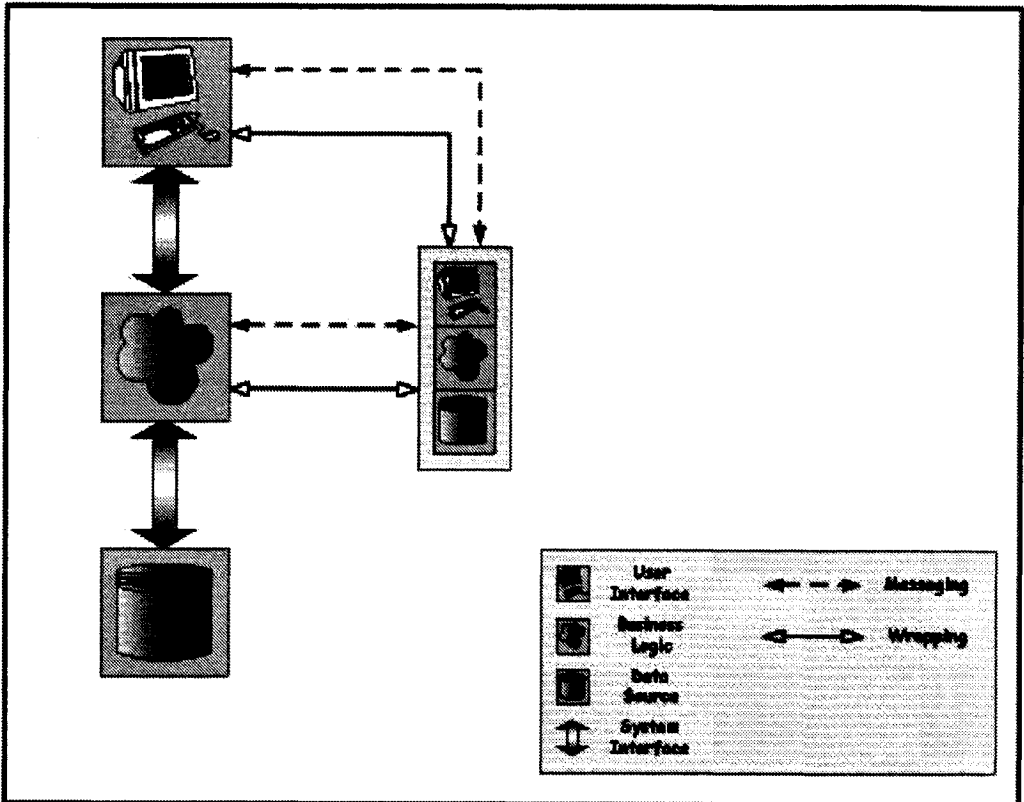 User
Interface
Messaging
Business
Logic
Wrapping
Data
Source
System
Interface